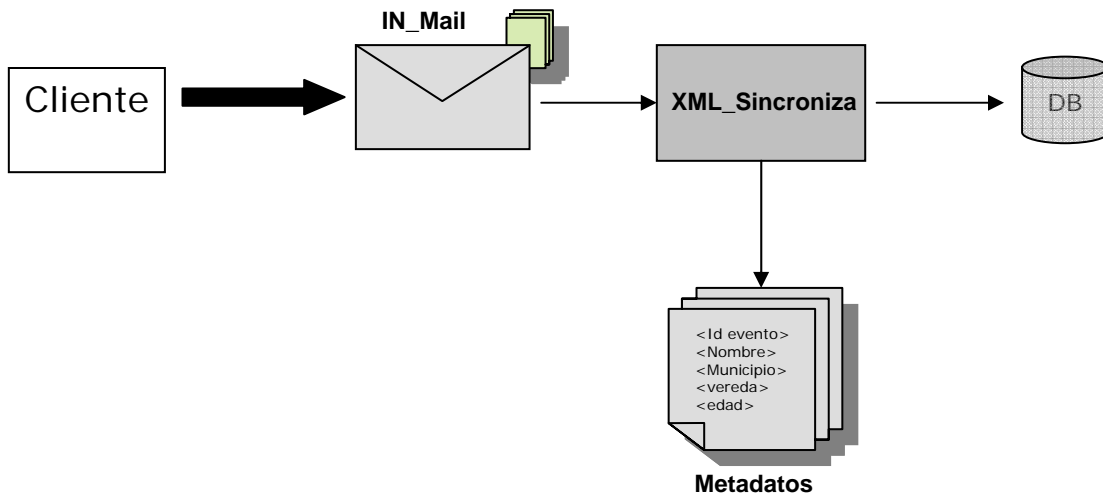 IN_Mail
Cliente
XML_Sincroniza
DB
<Id evento>
<Nombre>
<Municipio>
<vereda>
<edad>
Metadatos